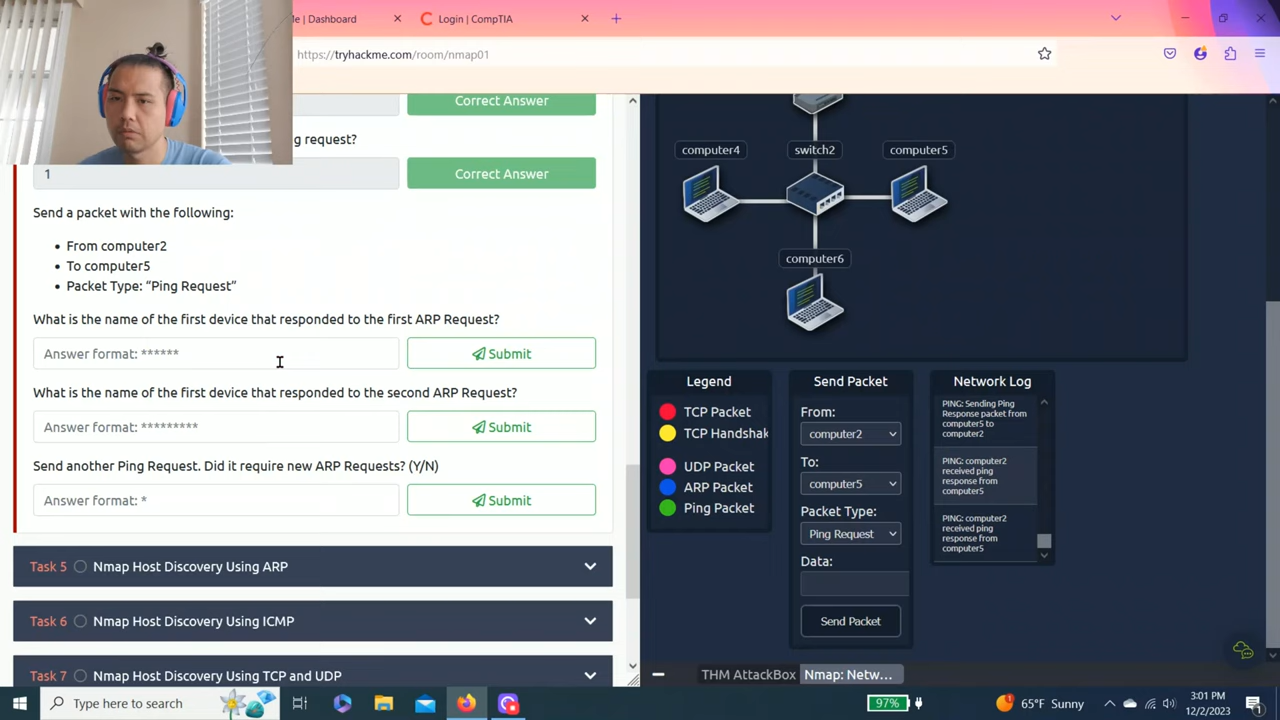 Me | Dashboard
Login | CompTIA
https://tryhackme.com/room/nmap01
Correct Answer
g request?
1
Correct Answer
Send a packet with the following:
From computer2
To computer5
Packet Type: “Ping Request”
What is the name of the first device that responded to the first ARP Request?
Answer format: ******
Submit
What is the name of the first device that responded to the second ARP Request?
Answer format: *********
Submit
Send another Ping Request. Did it require new ARP Requests? (Y/N)
Answer format: *
Submit
Task 5
Nmap Host Discovery Using ARP
Task 6
Nmap Host Discovery Using ICMP
Task 7
Nmap Host Discovery Using TCP and UDP
computer4
switch2
computer5
computer6
Legend
TCP Packet
TCP Handshak
UDP Packet
ARP Packet
Ping Packet
Send Packet
From:
computer2
To:
computer5
Packet Type:
Ping Request
Data:
Send Packet
Network Log
PING: Sending Ping
Response packet from
computer5 to
computer2
PING: computer2
received ping
response from
computer5
PING: computer2
received ping
response from
computer5
THM AttackBox
Nmap: Netw...
Type here to search
97%
1
65°F Sunny
3:01 PM
12/2/2023
1